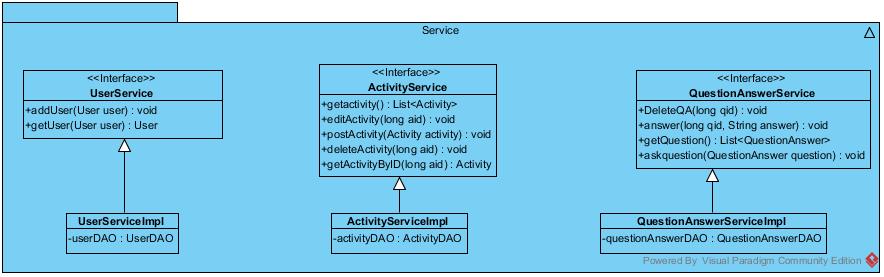 Service
<<Interface>>
UserService
+addUser(User user) : void
+getUser(User user) : User
<<Interface>>
ActivityService
+getactivity() : List<Activity>
+editActivity(long aid) : void
+postActivity(Activity activity) : void
+deleteActivity(long aid) : void
+getActivityByID(long aid) : Activity
<<Interface>>
QuestionAnswerService
+DeleteQA(long qid) : void
+answer(long qid, String answer) : void
+getQuestion() : List<QuestionAnswer>
+askquestion(QuestionAnswer question) : void
UserServiceImpl
-userDAO : UserDAO
ActivityServiceImpl
-activityDAO : ActivityDAO
QuestionAnswerServiceImpl
-questionAnswerDAO : QuestionAnswerDAO
Powered By Visual Paradigm Community Edition